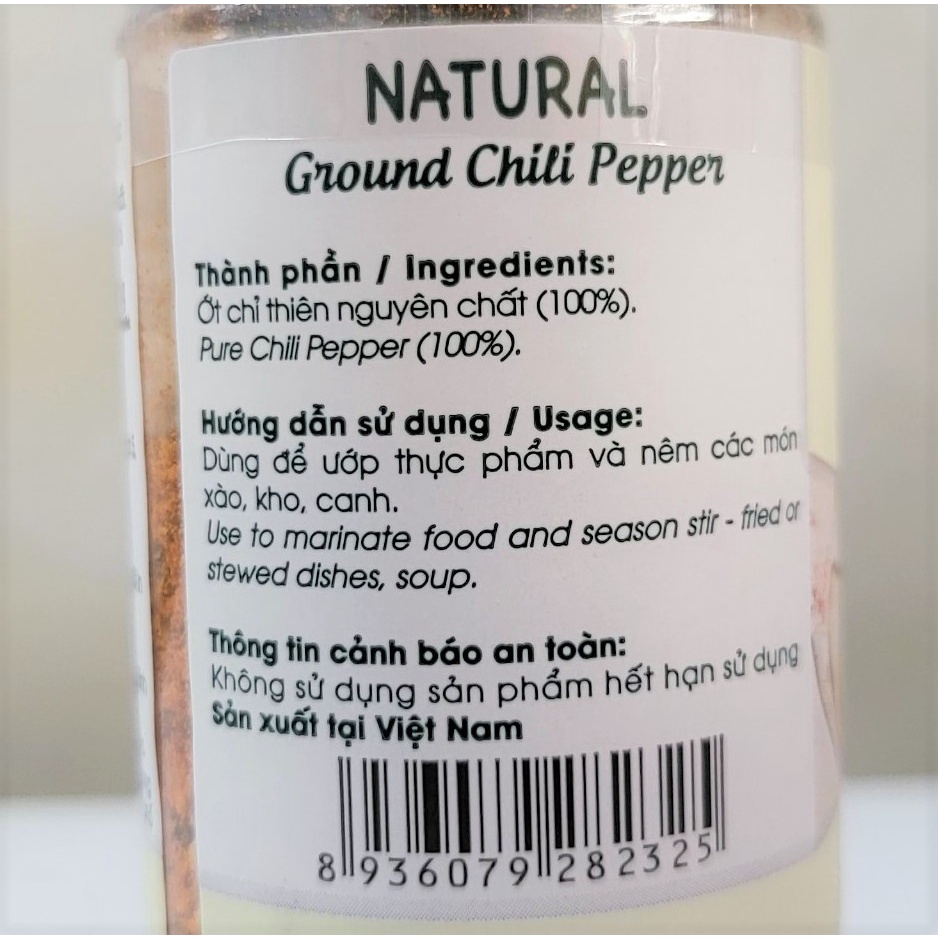 NATURAL
Ground Chili Pepper
Thành phần / Ingredients:
Ớt chỉ thiên nguyên chất (100%).
Pure Chili Pepper (100%).
Hướng dẫn sử dụng / Usage:
Dùng để ướp thực phẩm và nêm các món
xào, kho, canh.
Use to marinate food and season stir - fried or
stewed dishes, soup.
Thông tin cảnh báo an toàn:
Không sử dụng sản phẩm hết hạn sử dụng
Sản xuất tại Việt Nam
8 936079 282325